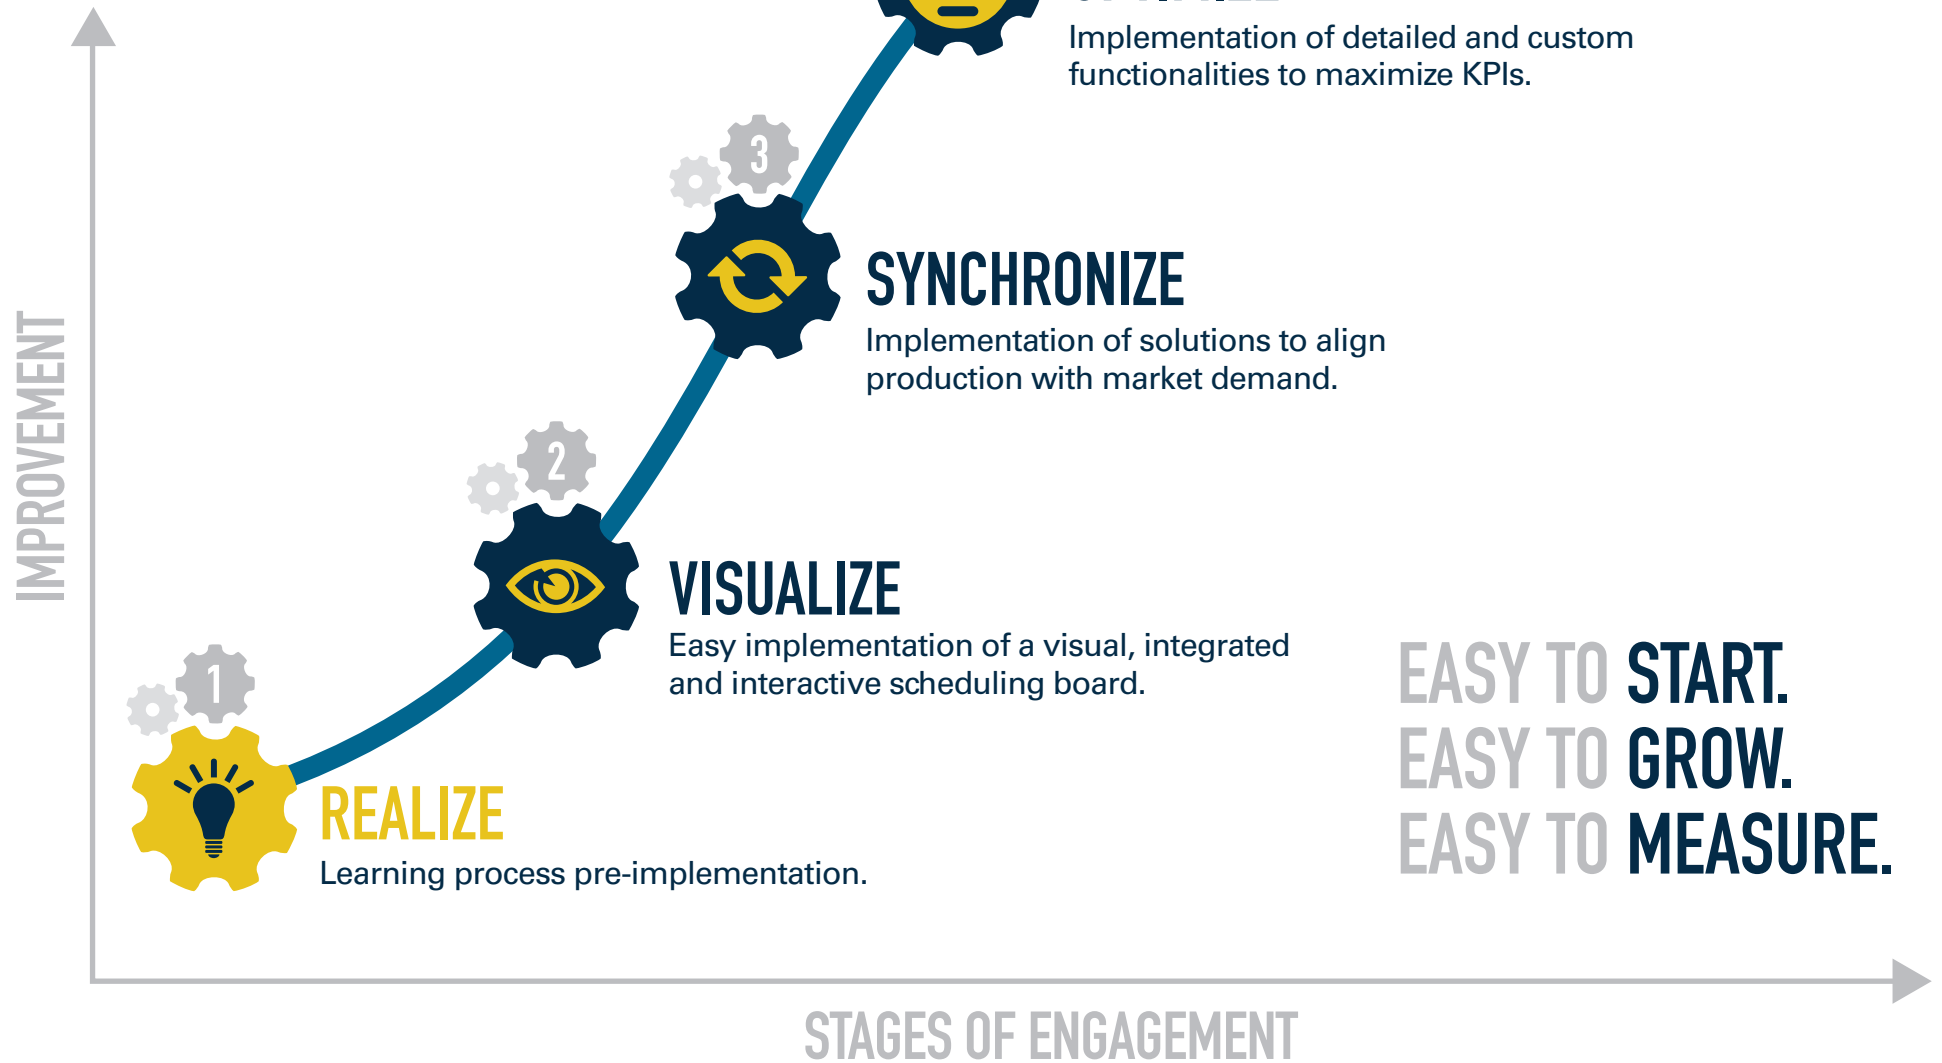 Implementation of detailed and custom
functionalities to maximize KPIs.
3
SYNCHRONIZE
Implementation of solutions to align
production with market demand.
IMPROVEMENT
2
VISUALIZE
Easy implementation of a visual, integrated
and interactive scheduling board.
1
REALIZE
Learning process pre-implementation.
EASY TO START.
EASY TO GROW.
EASY TO MEASURE.
STAGES OF ENGAGEMENT